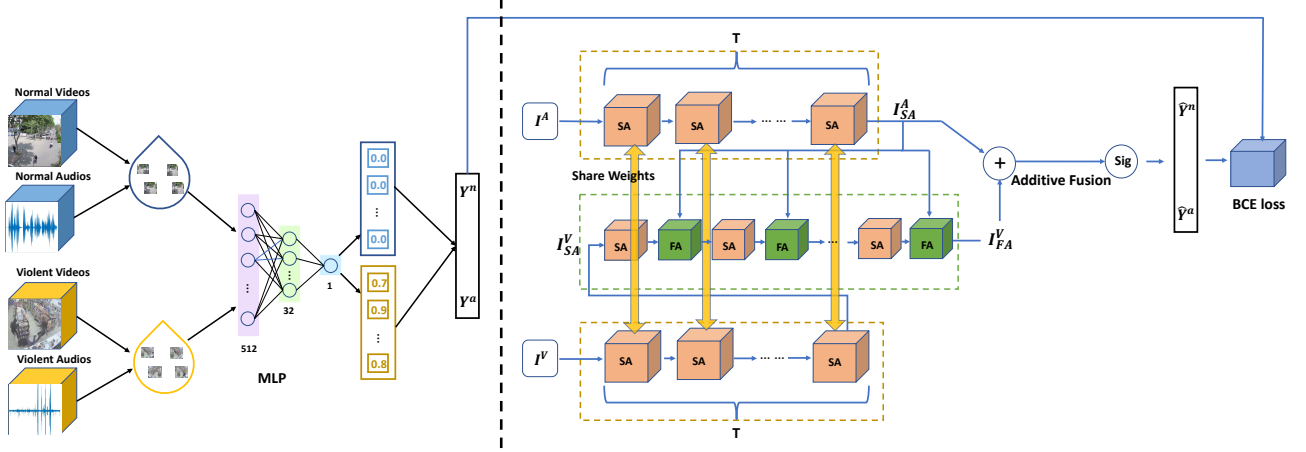 Normal Videos
Normal Audios
Violent Videos
Violent Audios
512
32
1
MLP
0.0
0.0
⋮
0.0
0.7
0.9
⋮
0.8
Y^n
Y^a
T
I^A
SA
SA
... ...
SA
I^A_SA
Share Weights
I^V_SA
SA
FA
SA
FA
...
SA
FA
I^V_FA
I^V
SA
SA
... ...
SA
T
+
Additive Fusion
Sig
Ŷ^n
Ŷ^a
BCE loss